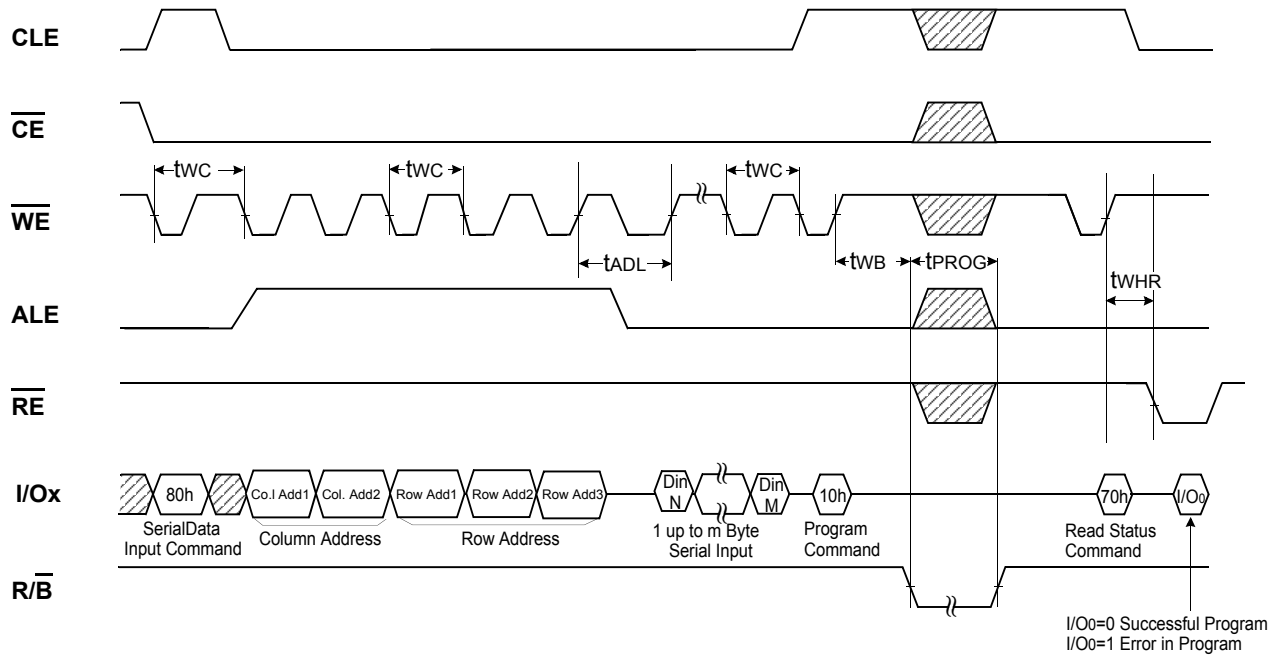 CLE
CE
tWC
tWC
tWC
WE
tADL
tWB
tPROG
tWHR
ALE
RE
I/Ox
80h
Co.l Add1
Col. Add2
Row Add1
Row Add2
Row Add3
Din
N
Din
M
10h
70h
I/O0
SerialData
Input Command
Column Address
Row Address
1 up to m Byte
Serial Input
Program
Command
Read Status
Command
R/B
I/O0=0 Successful Program
I/O0=1 Error in Program